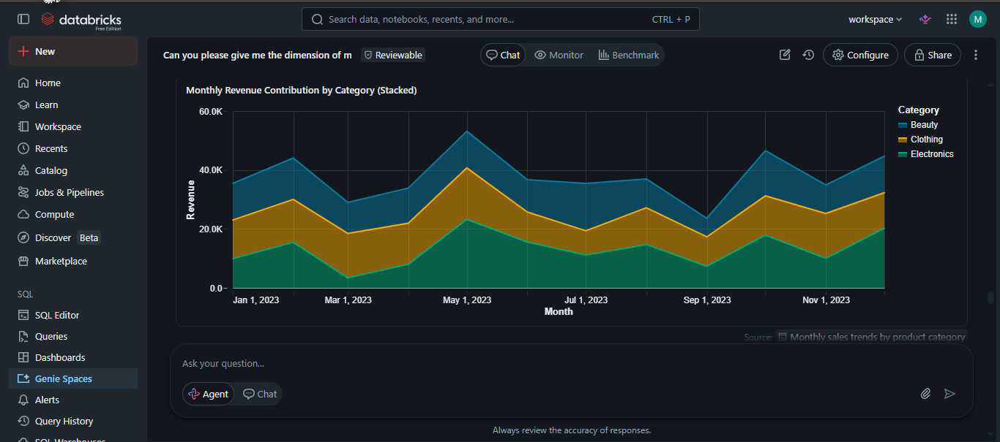 databricks
Free Edition
Search data, notebooks, recents, and more...
CTRL + P
workspace
M
New
Home
Learn
Workspace
Recents
Catalog
Jobs & Pipelines
Compute
Discover Beta
Marketplace
SQL
SQL Editor
Queries
Dashboards
Genie Spaces
Alerts
Query History
SQL Warehouses
Can you please give me the dimension of m
Reviewable
Chat
Monitor
Benchmark
Configure
Share
Monthly Revenue Contribution by Category (Stacked)
60.0K
40.0K
20.0K
0.0
Revenue
Jan 1, 2023
Mar 1, 2023
May 1, 2023
Jul 1, 2023
Sep 1, 2023
Nov 1, 2023
Month
Category
Beauty
Clothing
Electronics
Source: Monthly sales trends by product category
Ask your question...
Agent
Chat
Always review the accuracy of responses.